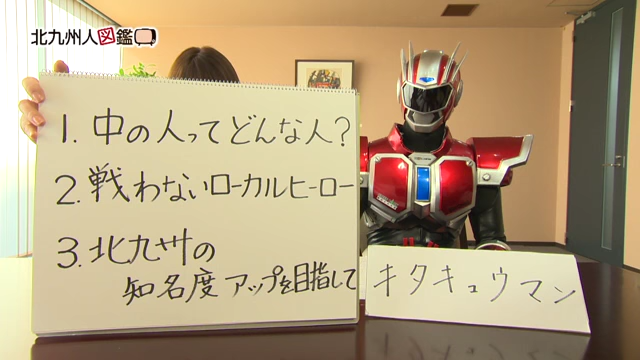 北九州人図鑑
1. 中の人ってどんな人?
2. 戦わないローカルヒーロー
3. 北九州の
知名度アップを目指して
キタキュウマン